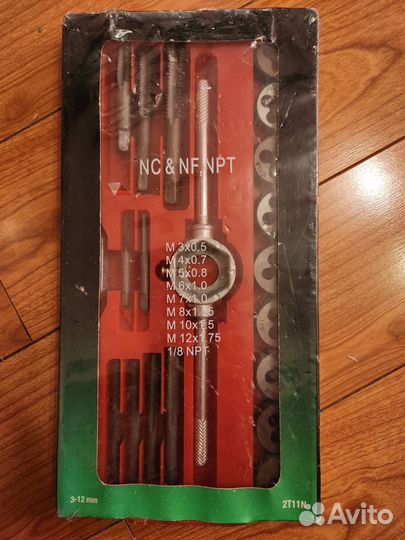 NC & NF, NPT
M 3x0.5
M 4x0.7
M 5x0.8
M 6x1.0
M 7x1.0
M 8x1.25
M 10x1.5
M 12x1.75
1/8 NPT
3-12 mm
2T11N
Avito